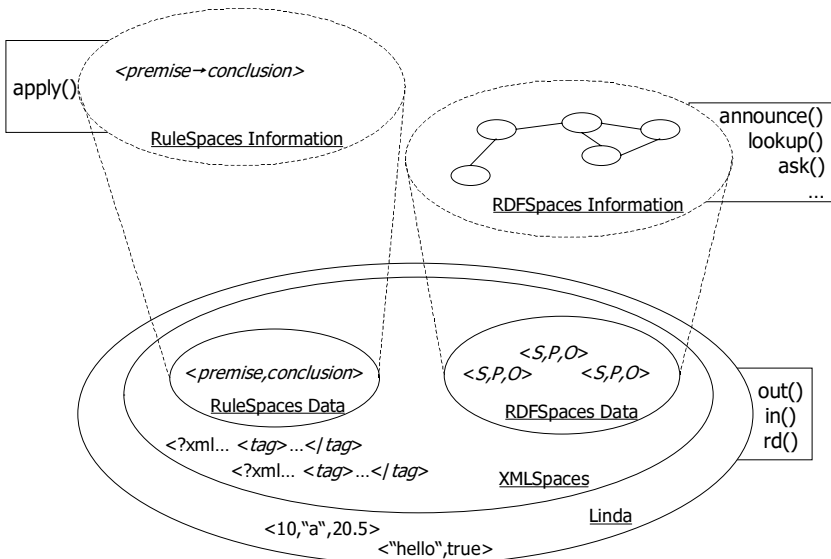 <premise→conclusion>
apply()
RuleSpaces Information
announce()
lookup()
ask()
...
RDFSpaces Information
<S,P,O>
<S,P,O> <S,P,O>
<premise,conclusion>
RuleSpaces Data
RDFSpaces Data
out()
in()
rd()
<?xml... <tag>...</tag>
<?xml... <tag>...</tag>
XMLSpaces
Linda
<10,“a“,20.5>
<“hello“,true>